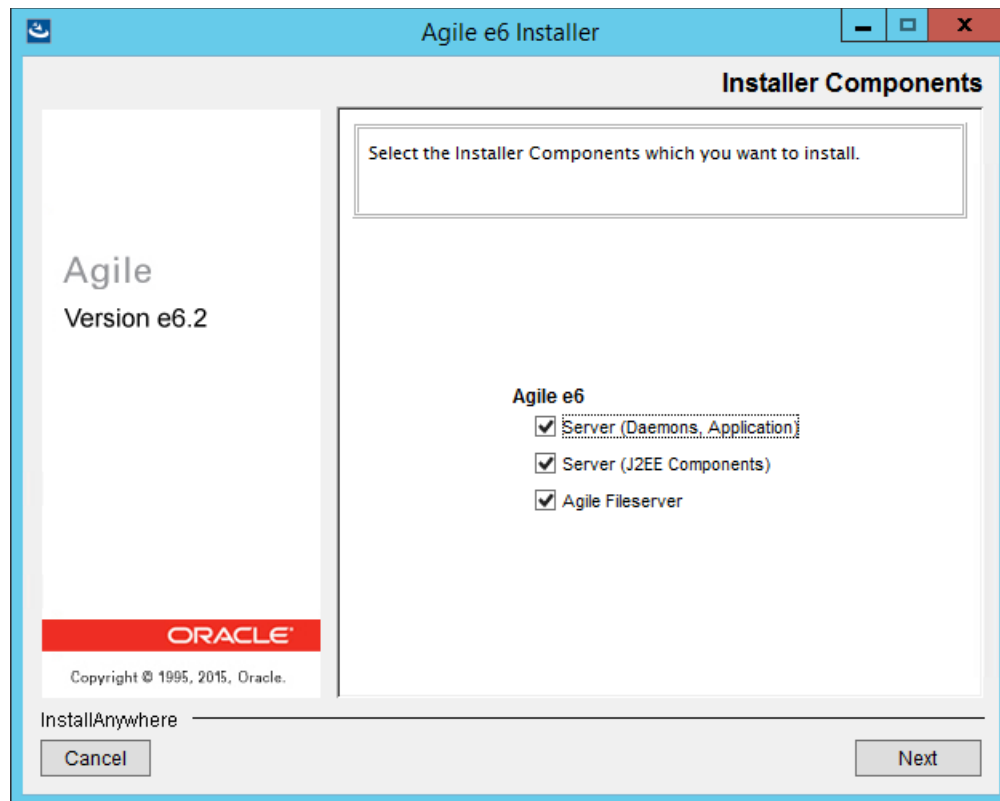 Agile e6 Installer
Installer Components
Select the Installer Components which you want to install.
Agile
Version e6.2
Agile e6
Server (Daemons, Application)
Server (J2EE Components)
Agile Fileserver
ORACLE
Copyright © 1995, 2015, Oracle.
InstallAnywhere
Cancel
Next